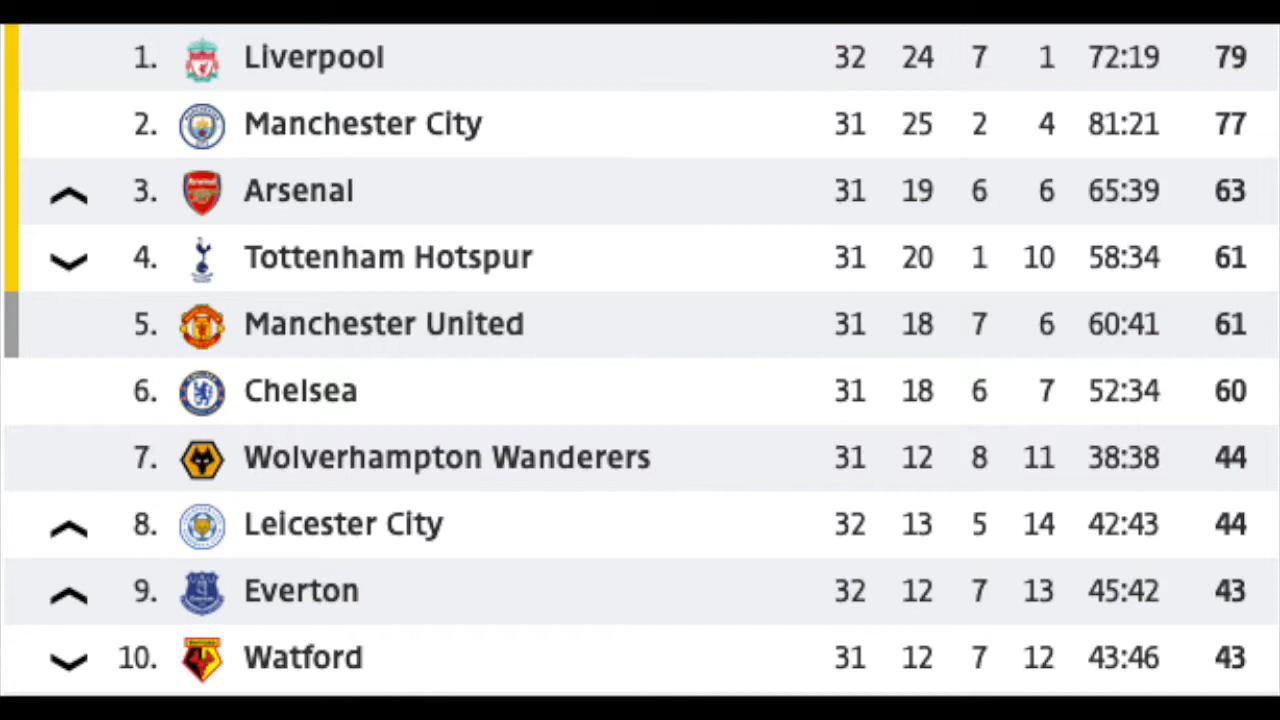 1. Liverpool 32 24 7 1 72:19 79
2. Manchester City 31 25 2 4 81:21 77
3. Arsenal 31 19 6 6 65:39 63
4. Tottenham Hotspur 31 20 1 10 58:34 61
5. Manchester United 31 18 7 6 60:41 61
6. Chelsea 31 18 6 7 52:34 60
7. Wolverhampton Wanderers 31 12 8 11 38:38 44
8. Leicester City 32 13 5 14 42:43 44
9. Everton 32 12 7 13 45:42 43
10. Watford 31 12 7 12 43:46 43